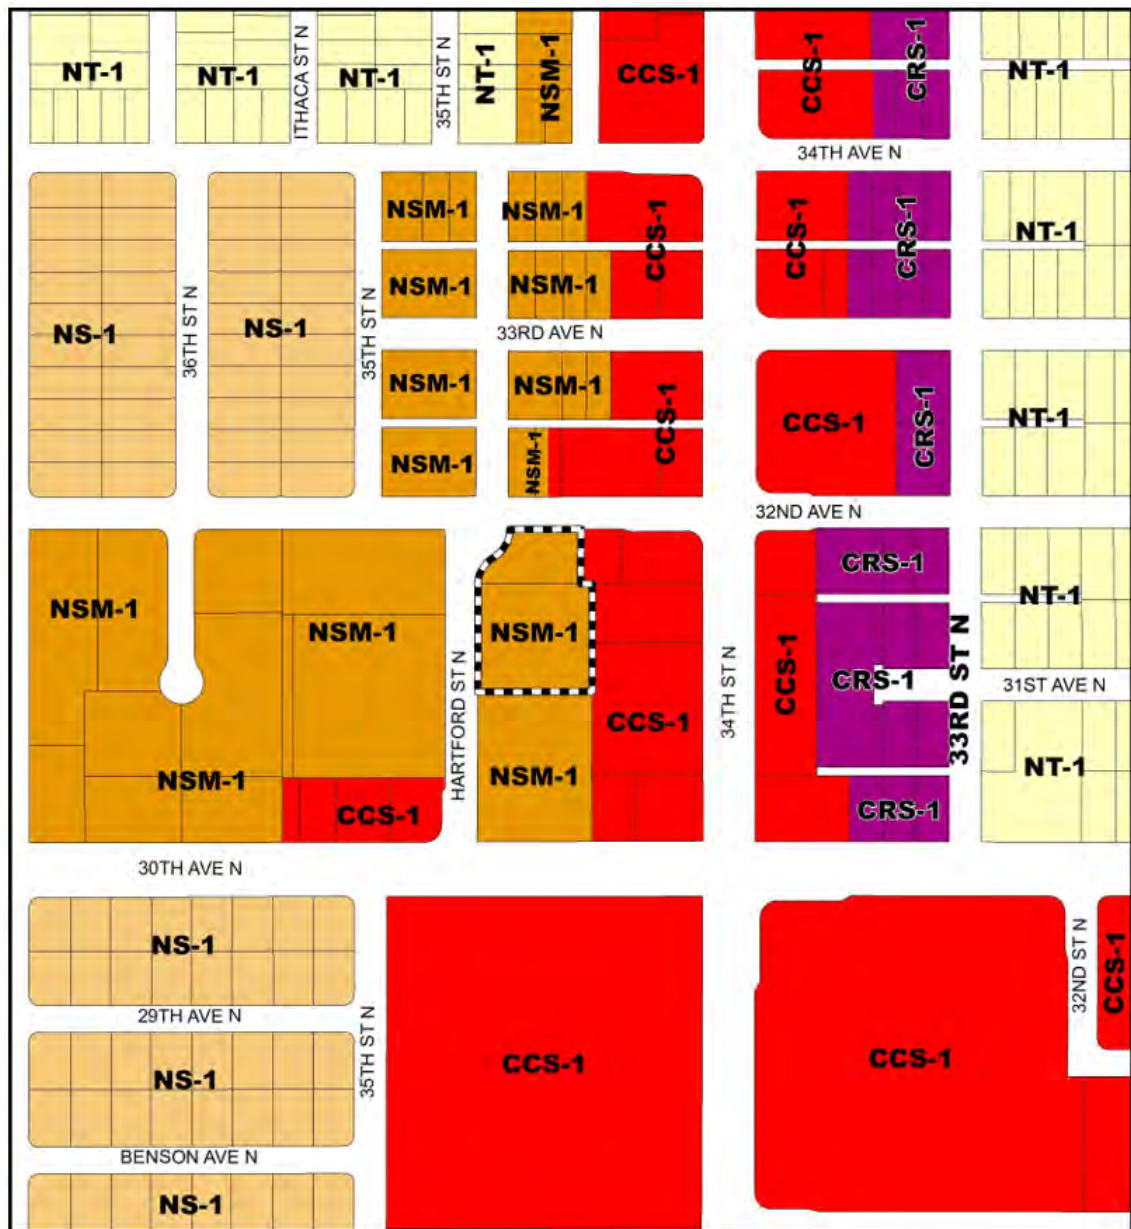 NT-1
NT-1
ITHACA ST N
NT-1
35TH ST N
NT-1
NSM-1
CCS-1
CCS-1
CRS-1
NT-1
34TH AVE N
NS-1
36TH ST N
NS-1
35TH ST N
NSM-1
NSM-1
CCS-1
CCS-1
CRS-1
NT-1
NSM-1
NSM-1
33RD AVE N
NSM-1
NSM-1
CCS-1
CCS-1
CRS-1
NT-1
NSM-1
NSM-1
32ND AVE N
NSM-1
NSM-1
NSM-1
CRS-1
NT-1
HARTFORD ST N
CCS-1
34TH ST N
CCS-1
CRS-1
33RD ST N
31ST AVE N
NSM-1
CCS-1
NSM-1
CRS-1
NT-1
30TH AVE N
NS-1
29TH AVE N
35TH ST N
NS-1
CCS-1
CCS-1
32ND ST N
CCS-1
BENSON AVE N
NS-1